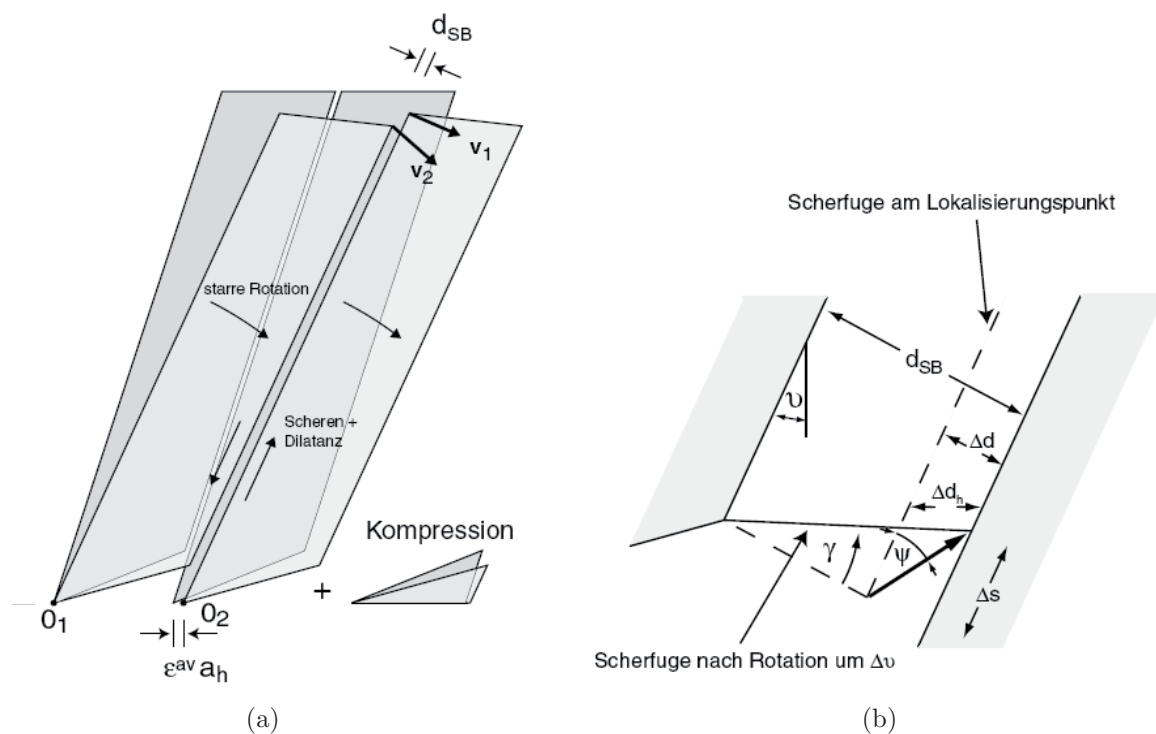 d_SB
v_1
v_2
starre Rotation
Scheren +
Dilatanz
Kompression
+
0_1
0_2
ε^av a_h
(a)
Scherfuge am Lokalisierungspunkt
d_SB
υ
Δd
Δd_h
γ
ψ
Δs
Scherfuge nach Rotation um Δυ
(b)